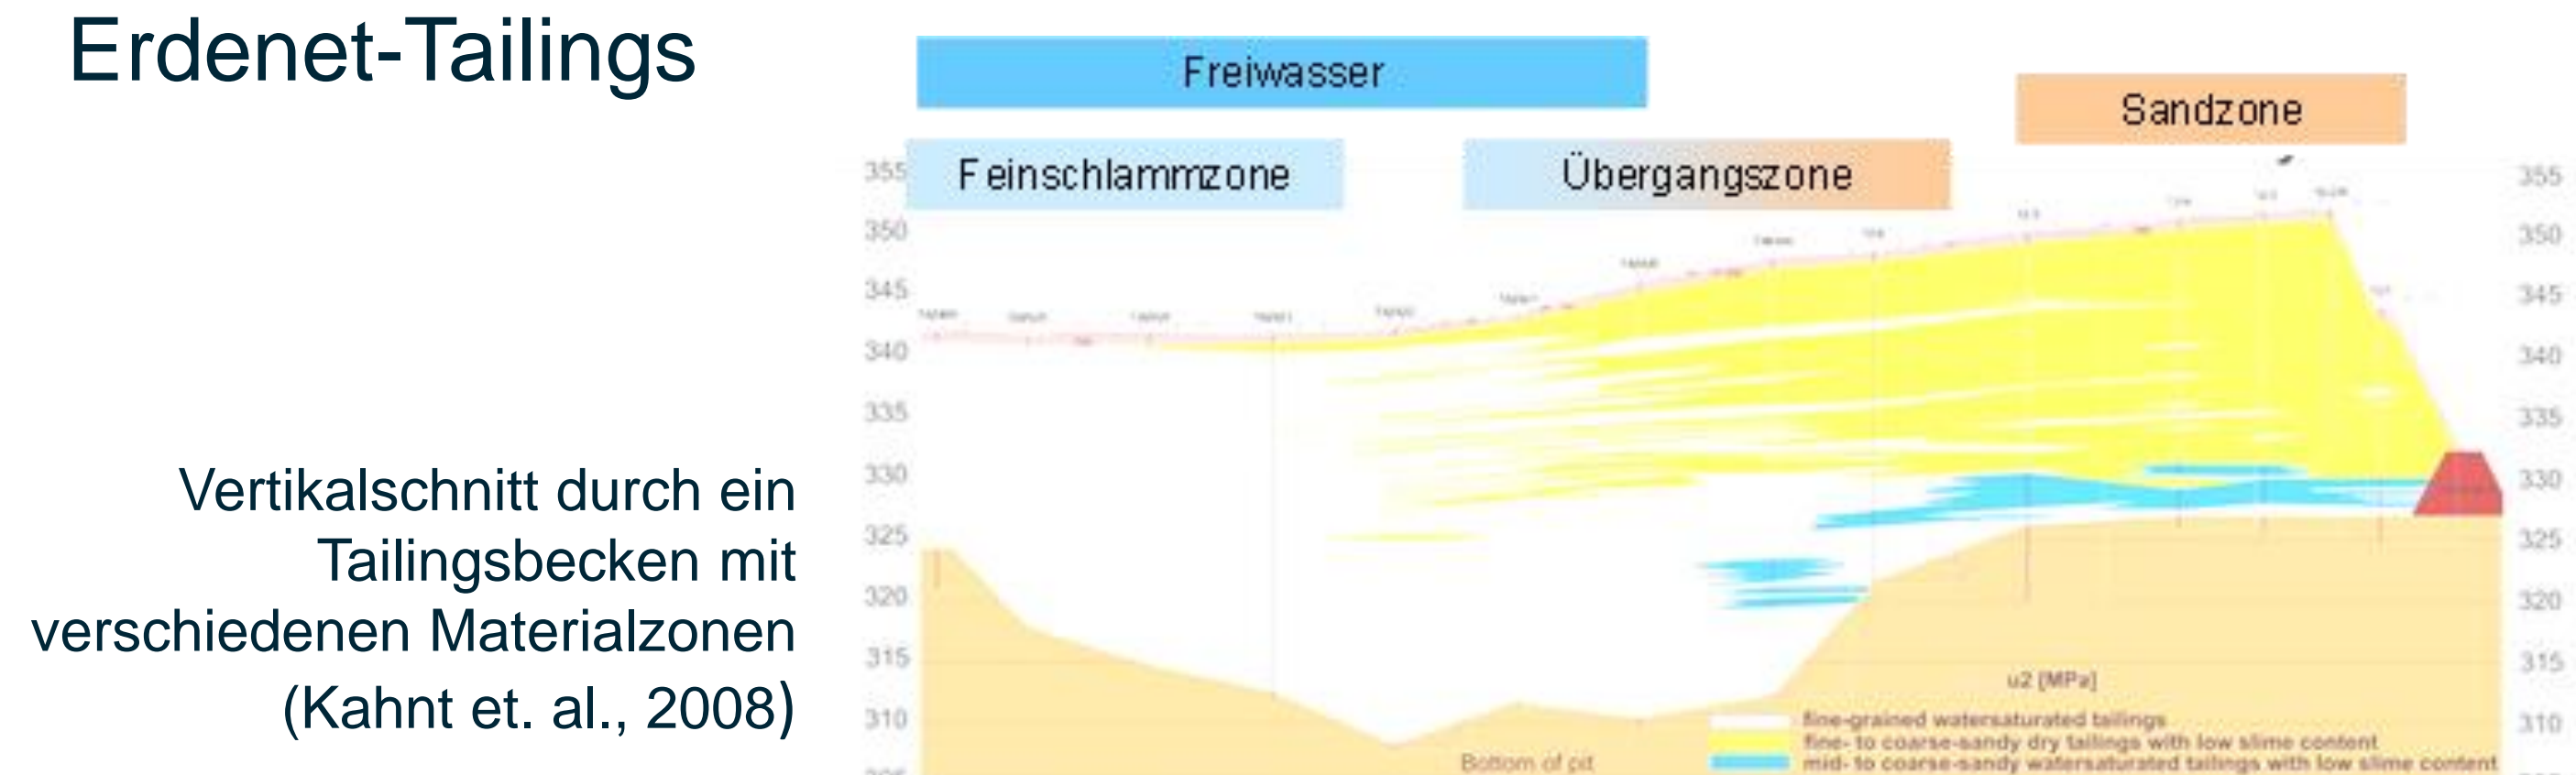 Erdenet-Tailings
Freiwasser
Sandzone
Feinschlammzone
Übergangszone
355
350
345
340
335
330
325
320
315
310
355
350
345
340
335
330
325
320
315
310
Vertikalschnitt durch ein
Tailingsbecken mit
verschiedenen Materialzonen
(Kahnt et. al., 2008)
u2 [MPa]
fine-grained watersaturated tailings
fine- to coarse-sandy dry tailings with low slime content
mid- to coarse-sandy watersaturated tailings with low slime content
Bottom of pit